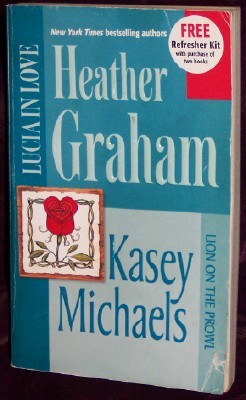 New York Times bestselling authors
FREE
Refresher Kit
with purchase of
two books
LUCIA IN LOVE
Heather
Graham
Kasey
Michaels
LION ON THE PROWL